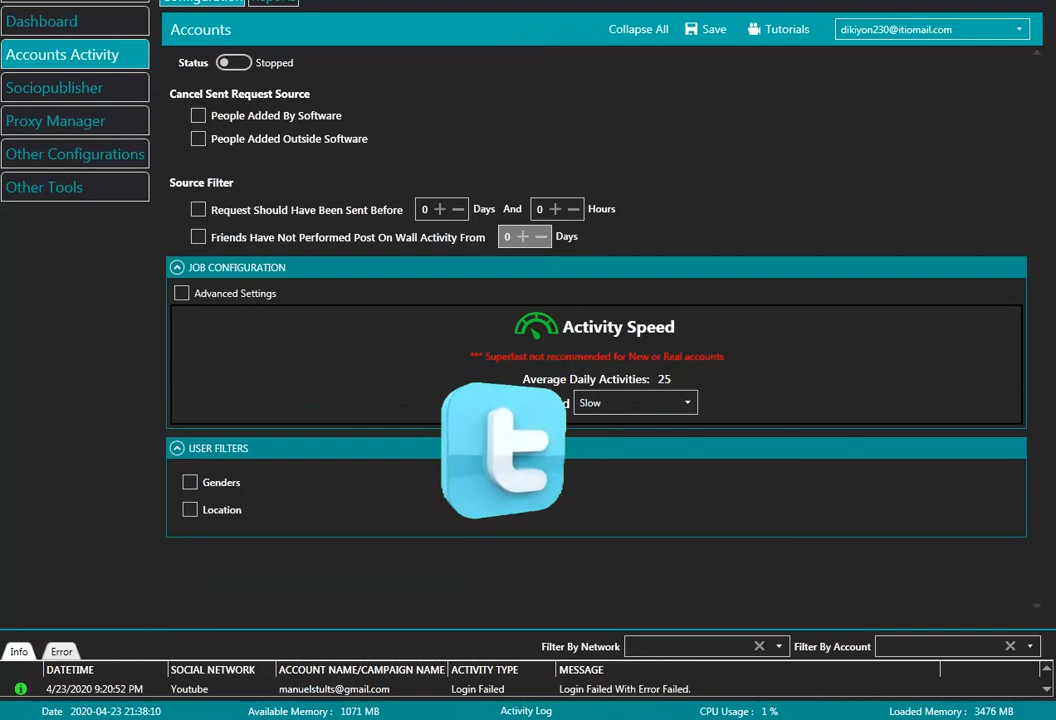 Configuration Reports
Dashboard
Accounts Collapse All Save Tutorials dikiyon230@itiomail.com
Accounts Activity
Status Stopped
Sociopublisher
Cancel Sent Request Source
People Added By Software
Proxy Manager
People Added Outside Software
Other Configurations
Source Filter
Other Tools
Request Should Have Been Sent Before 0 + − Days And 0 + − Hours
Friends Have Not Performed Post On Wall Activity From 0 + − Days
JOB CONFIGURATION
Advanced Settings
Activity Speed
*** Superfast not recommended for New or Real accounts
Average Daily Activities: 25
Slow
t
USER FILTERS
Genders
Location
Info Error Filter By Network Filter By Account
DATETIME SOCIAL NETWORK ACCOUNT NAME/CAMPAIGN NAME ACTIVITY TYPE MESSAGE
4/23/2020 9:20:52 PM Youtube manuelstults@gmail.com Login Failed Login Failed With Error Failed.
Date 2020-04-23 21:38:10 Available Memory : 1071 MB Activity Log CPU Usage : 1 % Loaded Memory : 3476 MB